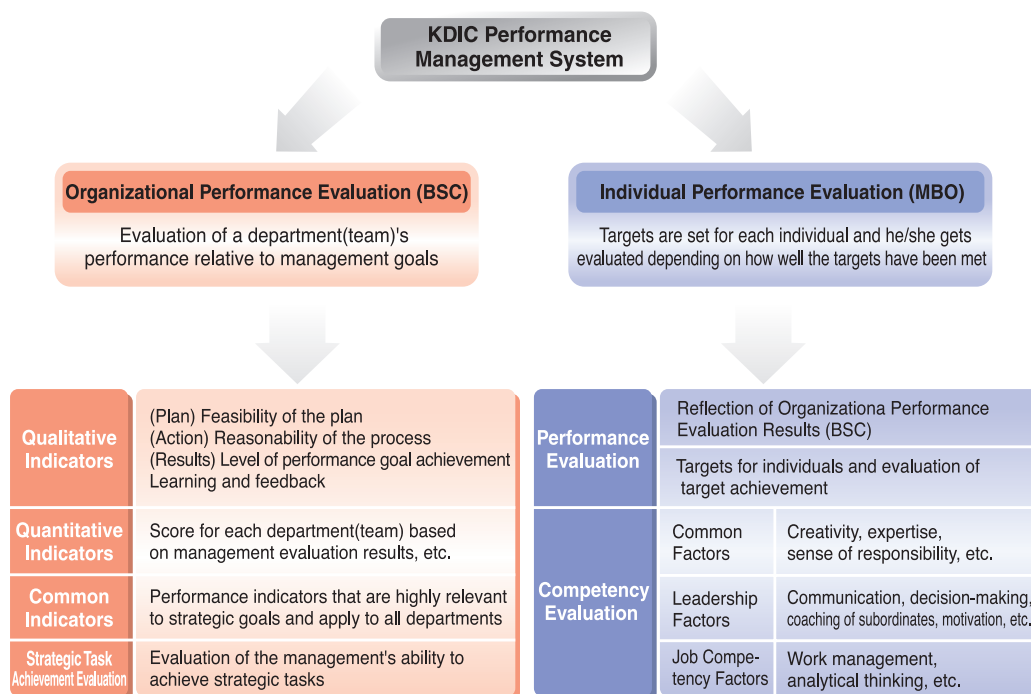 KDIC Performance
Management System
Organizational Performance Evaluation (BSC)
Evaluation of a department(team)'s
performance relative to management goals
Individual Performance Evaluation (MBO)
Targets are set for each individual and he/she gets
evaluated depending on how well the targets have been met
Qualitative
Indicators
(Plan) Feasibility of the plan
(Action) Reasonability of the process
(Results) Level of performance goal achievement
Learning and feedback
Quantitative
Indicators
Score for each department(team) based
on management evaluation results, etc.
Common
Indicators
Performance indicators that are highly relevant
to strategic goals and apply to all departments
Strategic Task
Achievement Evaluation
Evaluation of the management's ability to
achieve strategic tasks
Performance
Evaluation
Reflection of Organizationa Performance
Evaluation Results (BSC)
Targets for individuals and evaluation of
target achievement
Competency
Evaluation
Common
Factors
Creativity, expertise,
sense of responsibility, etc.
Leadership
Factors
Communication, decision-making,
coaching of subordinates, motivation, etc.
Job Compe-
tency Factors
Work management,
analytical thinking, etc.